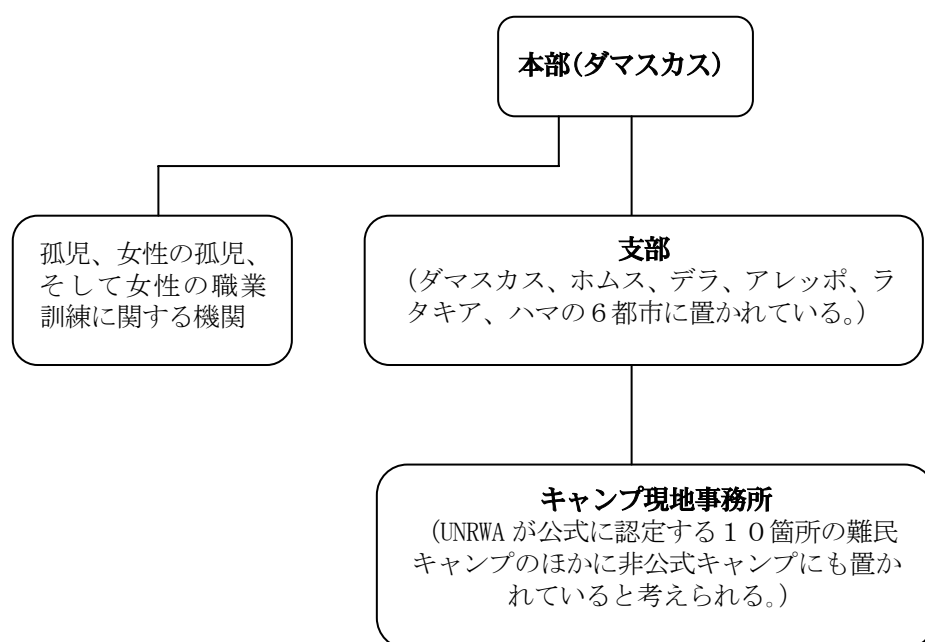 本部(ダマスカス)
孤児、女性の孤児、
そして女性の職業
訓練に関する機関
支部
(ダマスカス、ホムス、デラ、アレッポ、ラ
タキア、ハマの６都市に置かれている。)
キャンプ現地事務所
(UNRWA が公式に認定する１０箇所の難民
キャンプのほかに非公式キャンプにも置か
れていると考えられる。)